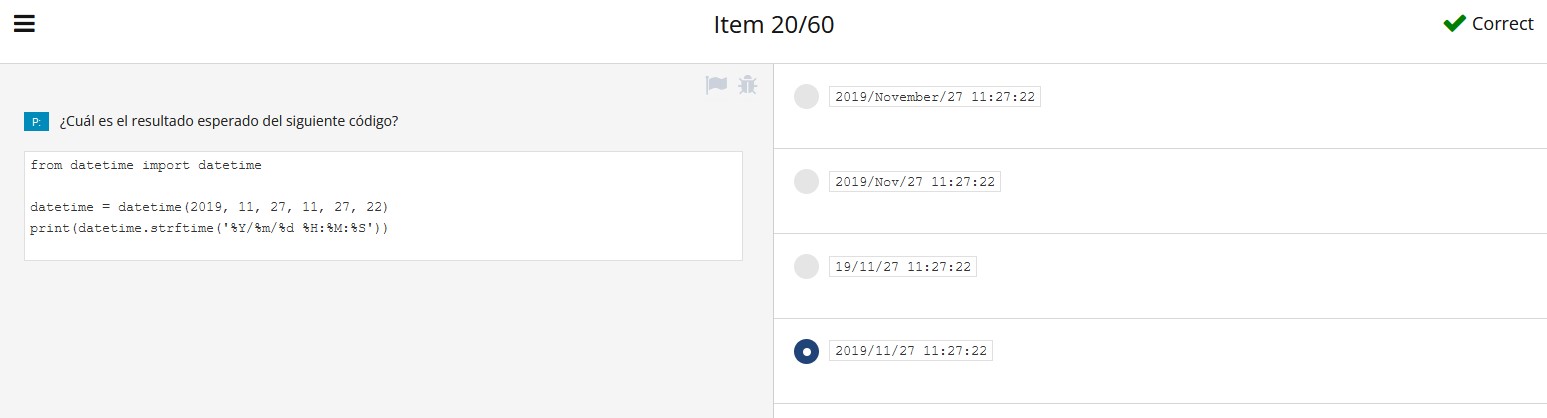 Item 20/60
Correct
P: ¿Cuál es el resultado esperado del siguiente código?
from datetime import datetime
datetime = datetime(2019, 11, 27, 11, 27, 22)
print(datetime.strftime('%Y/%m/%d %H:%M:%S'))
2019/November/27 11:27:22
2019/Nov/27 11:27:22
19/11/27 11:27:22
2019/11/27 11:27:22